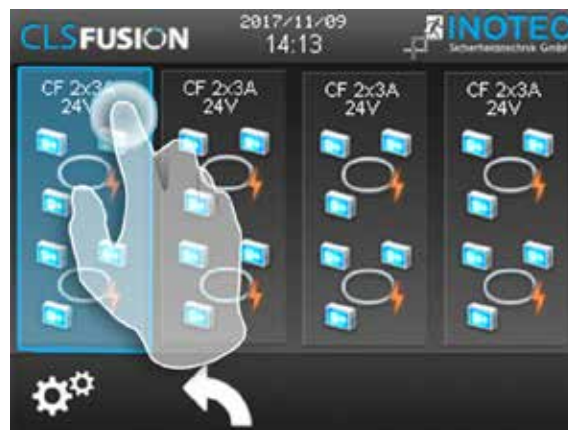 CLSFUSION
2017/11/09
14:13
INOTEC
Sicherheitstechnik GmbH
CF 2x3A
24V
CF 2x3A
24V
CF 2x3A
24V
CF 2x3A
24V